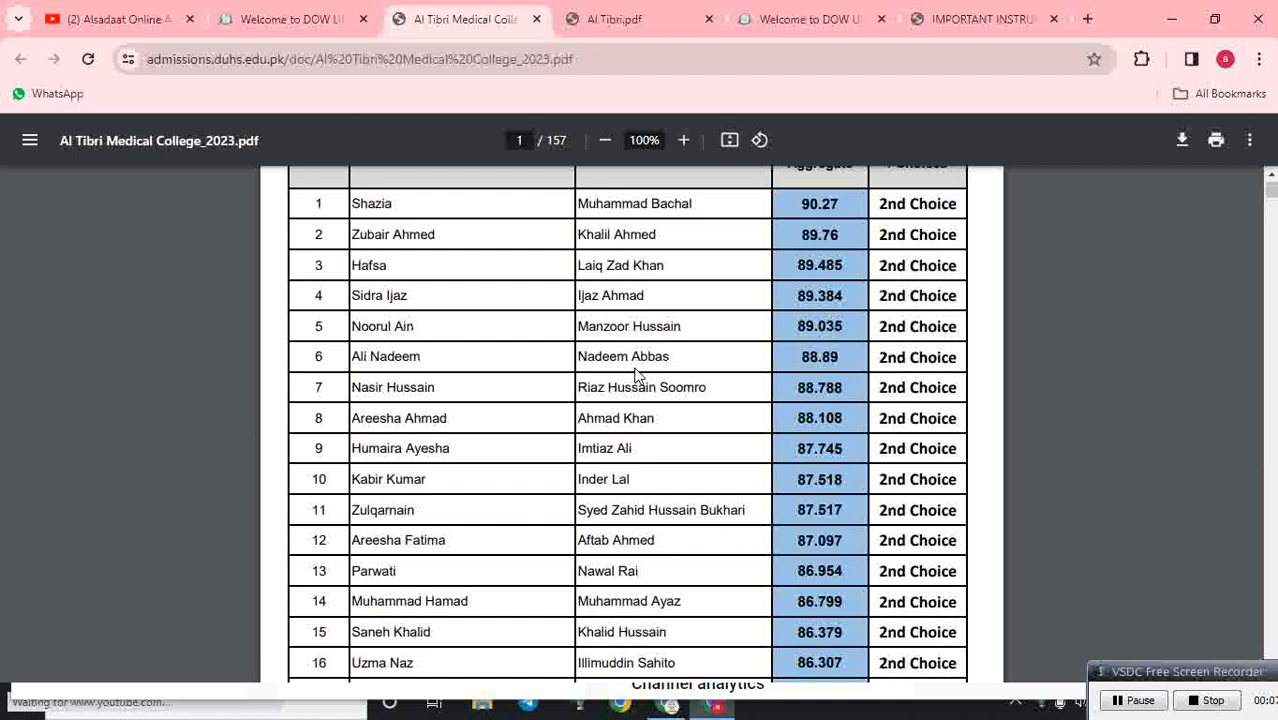 (2) Alsadaat Online A
Welcome to DOW U
Al Tibri Medical Colle
Al Tibri.pdf
Welcome to DOW U
IMPORTANT INSTRU
admissions.duhs.edu.pk/doc/Al%20Tibri%20Medical%20College_2023.pdf
a
WhatsApp
All Bookmarks
Al Tibri Medical College_2023.pdf
1 / 157
100%
Aggregate
1 Shazia Muhammad Bachal 90.27 2nd Choice
2 Zubair Ahmed Khalil Ahmed 89.76 2nd Choice
3 Hafsa Laiq Zad Khan 89.485 2nd Choice
4 Sidra Ijaz Ijaz Ahmad 89.384 2nd Choice
5 Noorul Ain Manzoor Hussain 89.035 2nd Choice
6 Ali Nadeem Nadeem Abbas 88.89 2nd Choice
7 Nasir Hussain Riaz Hussain Soomro 88.788 2nd Choice
8 Areesha Ahmad Ahmad Khan 88.108 2nd Choice
9 Humaira Ayesha Imtiaz Ali 87.745 2nd Choice
10 Kabir Kumar Inder Lal 87.518 2nd Choice
11 Zulqarnain Syed Zahid Hussain Bukhari 87.517 2nd Choice
12 Areesha Fatima Aftab Ahmed 87.097 2nd Choice
13 Parwati Nawal Rai 86.954 2nd Choice
14 Muhammad Hamad Muhammad Ayaz 86.799 2nd Choice
15 Saneh Khalid Khalid Hussain 86.379 2nd Choice
16 Uzma Naz Illimuddin Sahito 86.307 2nd Choice
Channel analytics
Waiting for www.youtube.com...
VSDC Free Screen Recorder
Pause
Stop